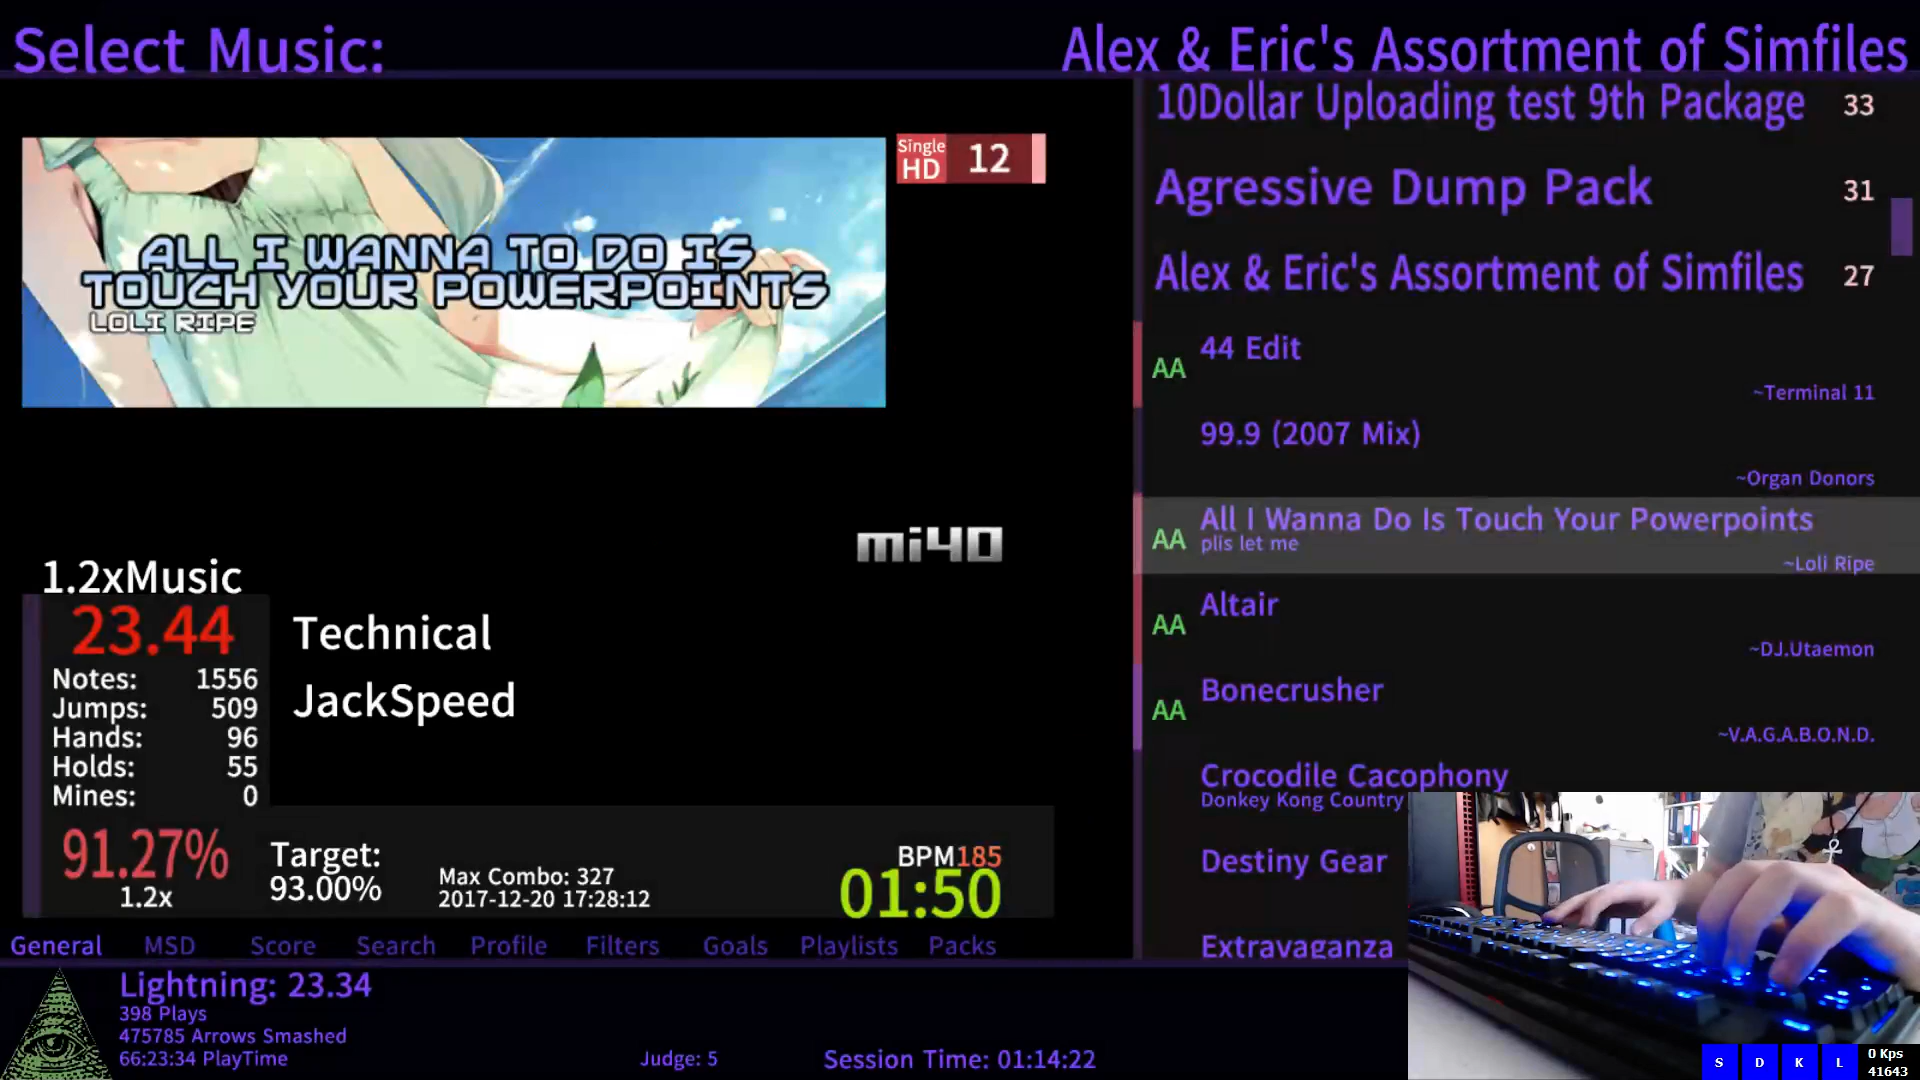 Select Music:
Alex & Eric's Assortment of Simfiles
ALL I WANNA TO DO IS
TOUCH YOUR POWERPOINTS
LOLI RIPE
Single
HD
12
mi40
1.2xMusic
23.44
Technical
JackSpeed
Notes: 1556
Jumps: 509
Hands: 96
Holds: 55
Mines: 0
91.27%
1.2x
Target:
93.00%
Max Combo: 327
2017-12-20 17:28:12
BPM185
01:50
General MSD Score Search Profile Filters Goals Playlists Packs
10Dollar Uploading test 9th Package 33
Agressive Dump Pack 31
Alex & Eric's Assortment of Simfiles 27
AA 44 Edit
~Terminal 11
99.9 (2007 Mix)
~Organ Donors
AA All I Wanna Do Is Touch Your Powerpoints
plis let me
~Loli Ripe
AA Altair
~DJ.Utaemon
AA Bonecrusher
~V.A.G.A.B.O.N.D.
Crocodile Cacophony
Donkey Kong Country
Destiny Gear
Extravaganza
Lightning: 23.34
398 Plays
475785 Arrows Smashed
66:23:34 PlayTime
Judge: 5
Session Time: 01:14:22
S D K L
0 Kps
41643